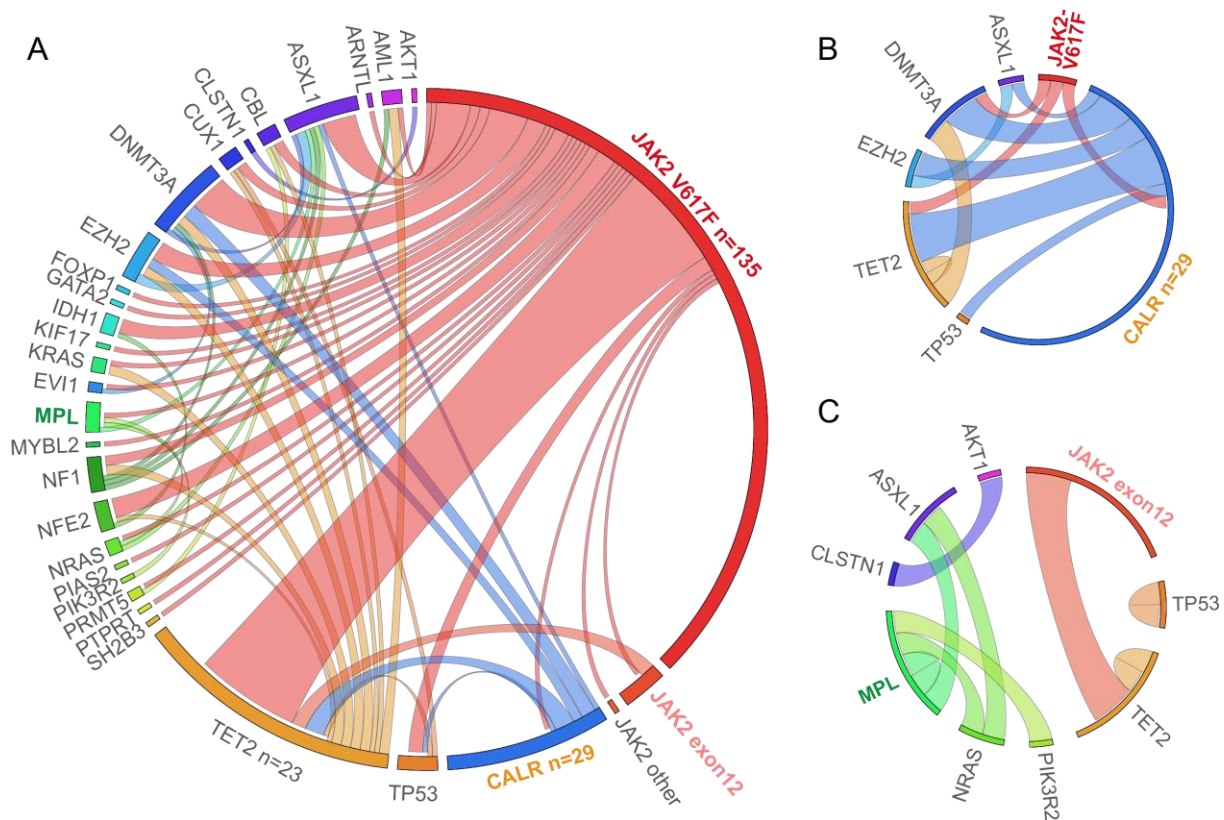 A
AKT1
AML1
ARNTL
ASXL1
CBL
CLSTN1
CUX1
DNMT3A
EZH2
FOXP1
GATA2
IDH1
KIF17
KRAS
EVI1
MPL
MYBL2
NF1
NFE2
NRAS
PIAS2
PIK3R2
PRMT5
PTPRT
SH2B3
TET2 n=23
TP53
CALR n=29
JAK2 other
JAK2 exon12
JAK2 V617F n=135
B
JAK2-
V617F
ASXL1
DNMT3A
EZH2
TET2
TP53
CALR n=29
C
AKT1
ASXL1
CLSTN1
MPL
NRAS
PIK3R2
TET2
TP53
JAK2 exon12